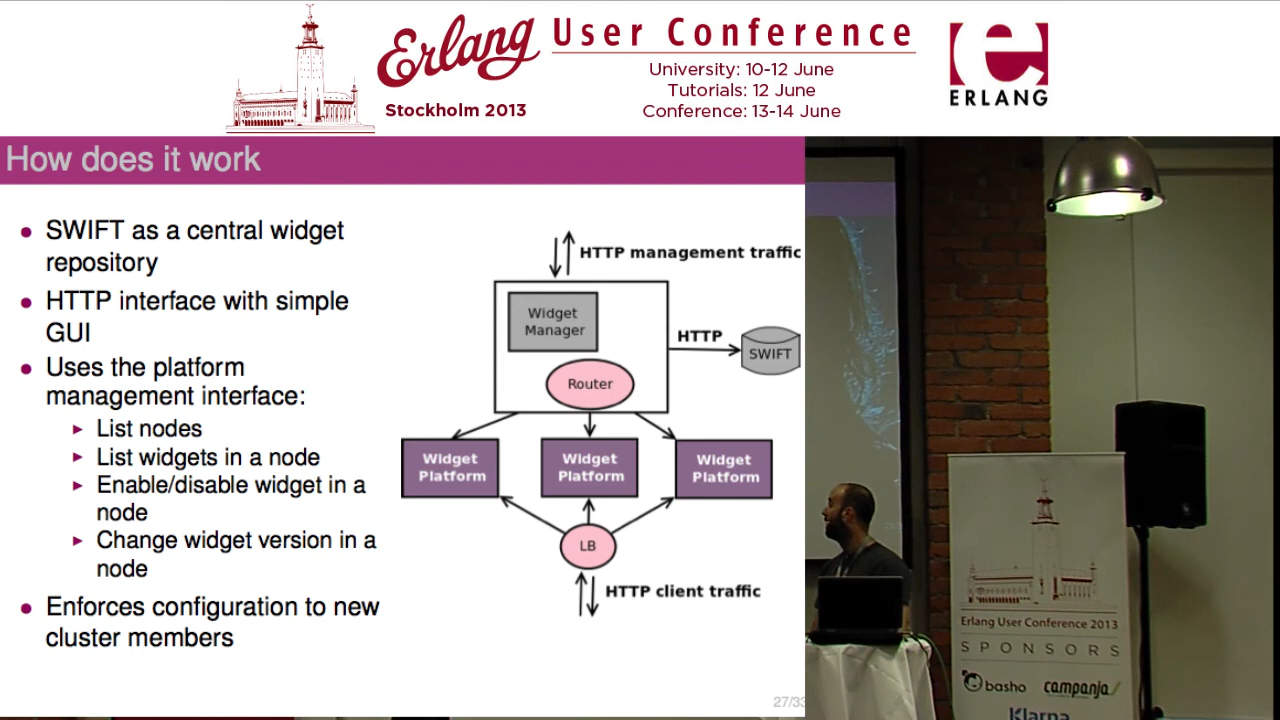 Erlang User Conference
Stockholm 2013
University: 10-12 June
Tutorials: 12 June
Conference: 13-14 June
e
ERLANG
How does it work
• SWIFT as a central widget
repository
• HTTP interface with simple
GUI
• Uses the platform
management interface:
► List nodes
► List widgets in a node
► Enable/disable widget in a
node
► Change widget version in a
node
• Enforces configuration to new
cluster members
HTTP management traffic
Widget
Manager
HTTP
SWIFT
Router
Widget
Platform
Widget
Platform
Widget
Platform
LB
HTTP client traffic
27/33
Erlang User Conference 2013
SPONSORS
basho
campanja
Klarna